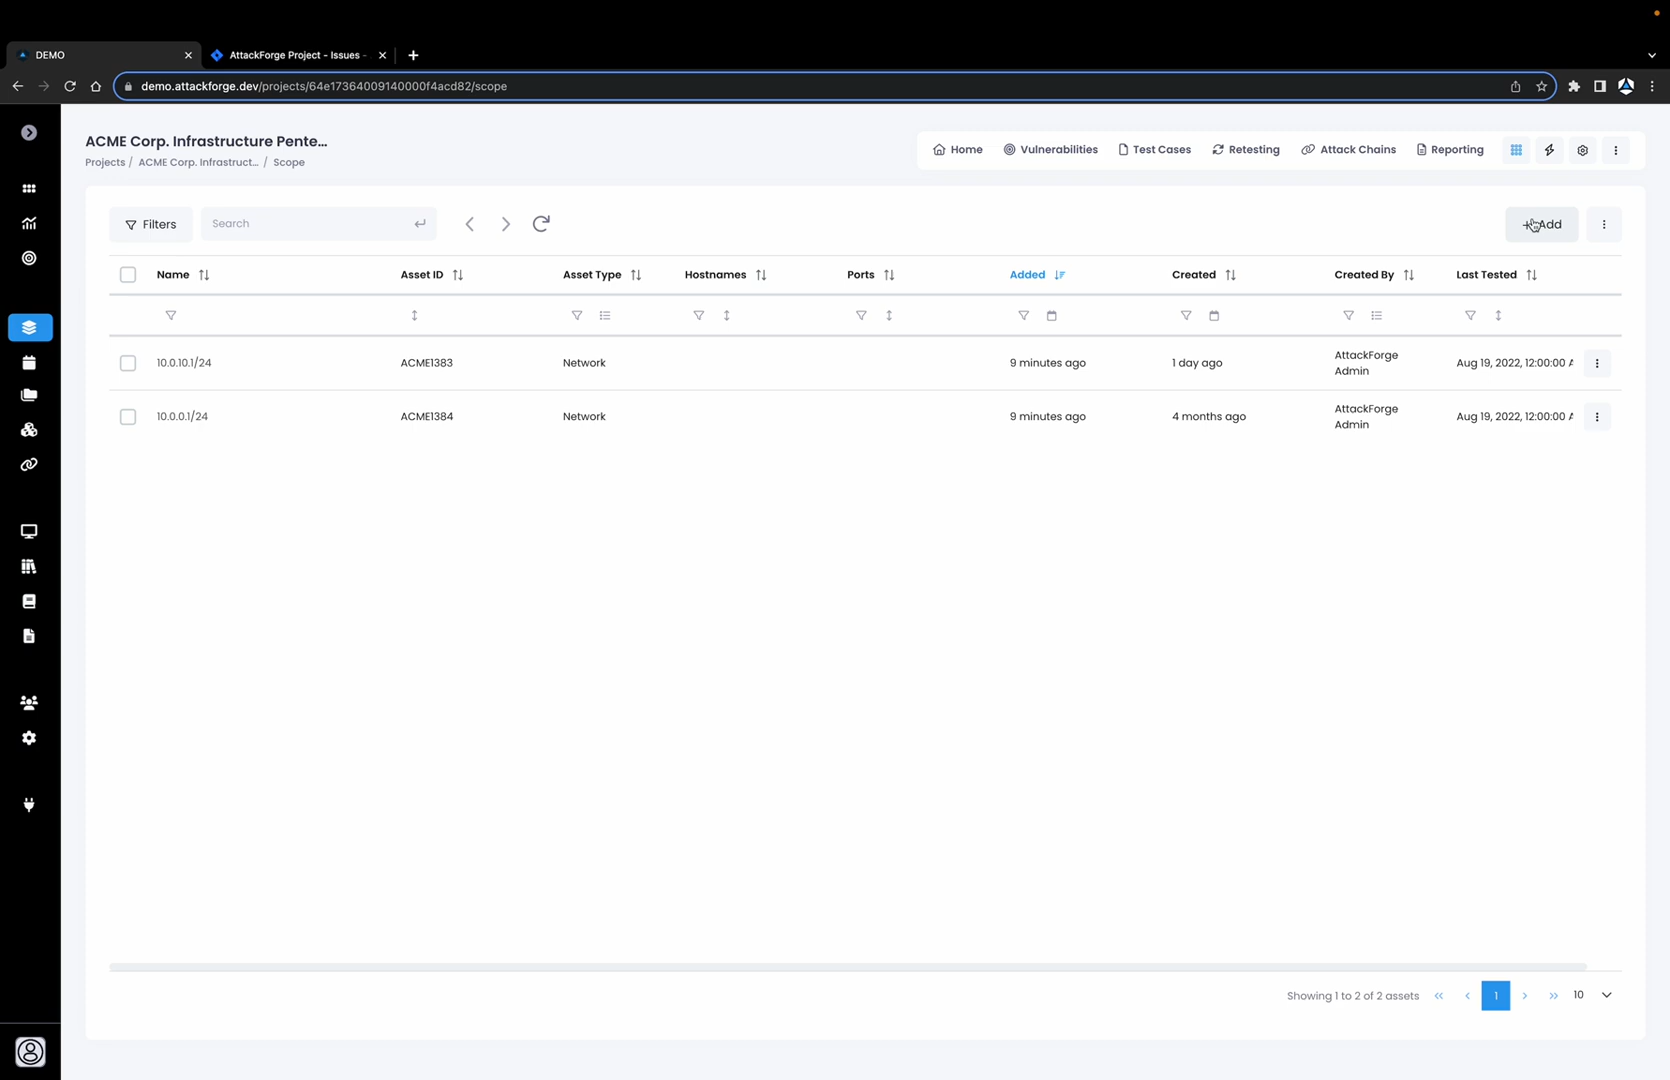 DEMO
AttackForge Project - Issues -
demo.attackforge.dev/projects/64e17364009140000f4acd82/scope
ACME Corp. Infrastructure Pente...
Projects / ACME Corp. Infrastruct... / Scope
Home Vulnerabilities Test Cases Retesting Attack Chains Reporting
Filters Search + Add
Name Asset ID Asset Type Hostnames Ports Added Created Created By Last Tested
10.0.10.1/24 ACME1383 Network 9 minutes ago 1 day ago AttackForge Admin Aug 19, 2022, 12:00:00 A
10.0.0.1/24 ACME1384 Network 9 minutes ago 4 months ago AttackForge Admin Aug 19, 2022, 12:00:00 A
Showing 1 to 2 of 2 assets « ‹ 1 › » 10